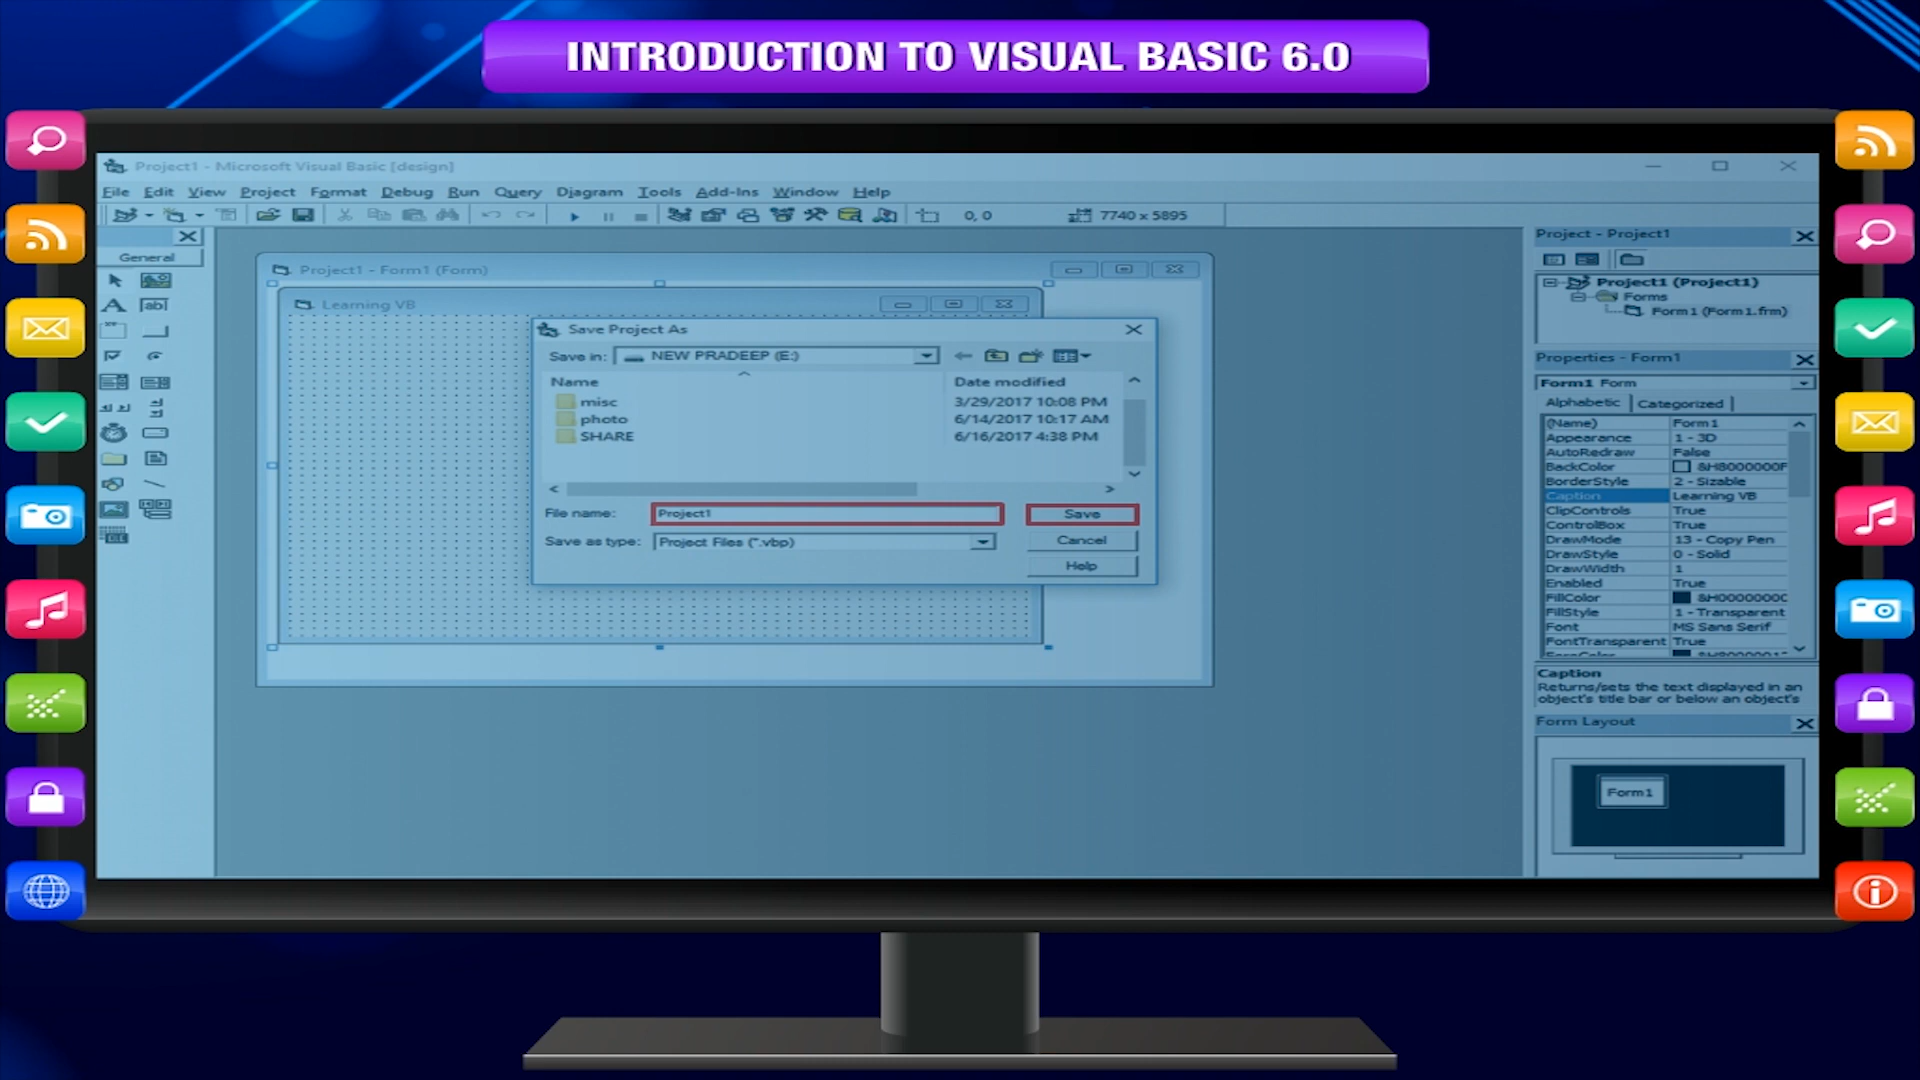 INTRODUCTION TO VISUAL BASIC 6.0
Project1 - Microsoft Visual Basic [design]
File Edit View Project Format Debug Run Query Diagram Tools Add-Ins Window Help
0, 0 7740 x 5895
General
Project1 - Form1 (Form)
Learning VB
Save Project As
Save in: NEW PRADEEP (E:)
Name Date modified
misc 3/29/2017 10:08 PM
photo 6/14/2017 10:17 AM
SHARE 6/16/2017 4:38 PM
File name: Project1 Save
Save as type: Project Files (*.vbp) Cancel
Help
Project - Project1
Project1 (Project1)
Forms
Form1 (Form1.frm)
Properties - Form1
Form1 Form
Alphabetic Categorized
(Name) Form1
Appearance 1 - 3D
AutoRedraw False
BackColor &H8000000F
BorderStyle 2 - Sizable
Caption Learning VB
ClipControls True
ControlBox True
DrawMode 13 - Copy Pen
DrawStyle 0 - Solid
DrawWidth 1
Enabled True
FillColor &H0000000C
FillStyle 1 - Transparent
Font MS Sans Serif
FontTransparent True
Caption
Returns/sets the text displayed in an
object's title bar or below an object's
Form Layout
Form1